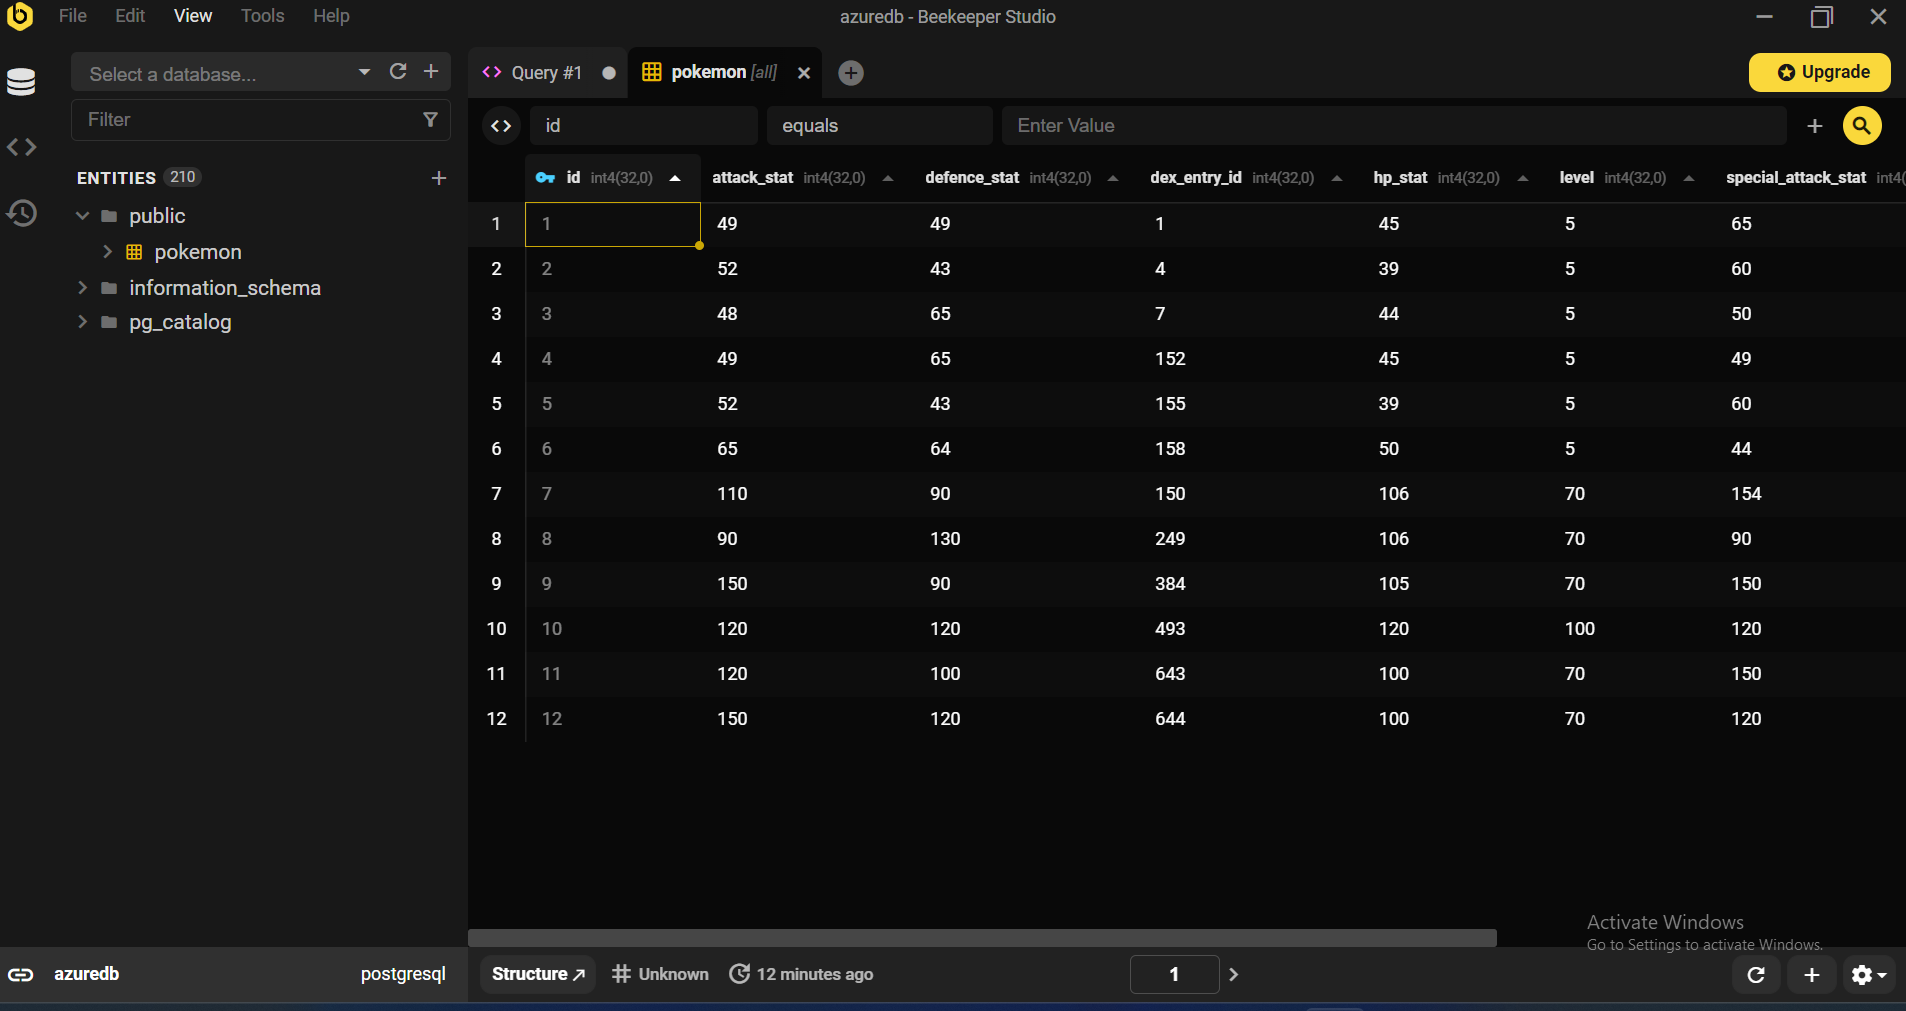 File Edit View Tools Help
azuredb - Beekeeper Studio
Select a database...
Filter
ENTITIES 210
public
pokemon
information_schema
pg_catalog
Query #1
pokemon [all]
Upgrade
id equals Enter Value
id int4(32,0) attack_stat int4(32,0) defence_stat int4(32,0) dex_entry_id int4(32,0) hp_stat int4(32,0) level int4(32,0) special_attack_stat int4(
1 1 49 49 1 45 5 65
2 2 52 43 4 39 5 60
3 3 48 65 7 44 5 50
4 4 49 65 152 45 5 49
5 5 52 43 155 39 5 60
6 6 65 64 158 50 5 44
7 7 110 90 150 106 70 154
8 8 90 130 249 106 70 90
9 9 150 90 384 105 70 150
10 10 120 120 493 120 100 120
11 11 120 100 643 100 70 150
12 12 150 120 644 100 70 120
Activate Windows
Go to Settings to activate Windows.
azuredb postgresql
Structure Unknown 12 minutes ago 1